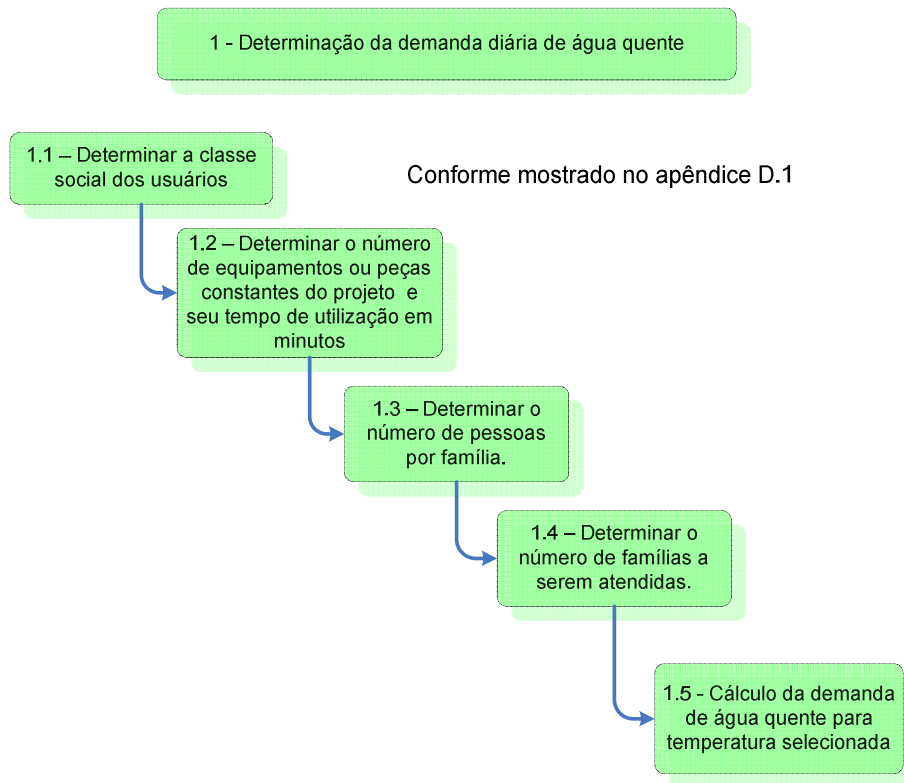 1 - Determinação da demanda diária de água quente
1.1 – Determinar a classe
social dos usuários
Conforme mostrado no apêndice D.1
1.2 – Determinar o número
de equipamentos ou peças
constantes do projeto e
seu tempo de utilização em
minutos
1.3 – Determinar o
número de pessoas
por família.
1.4 – Determinar o
número de famílias a
serem atendidas.
1.5 - Cálculo da demanda
de água quente para
temperatura selecionada